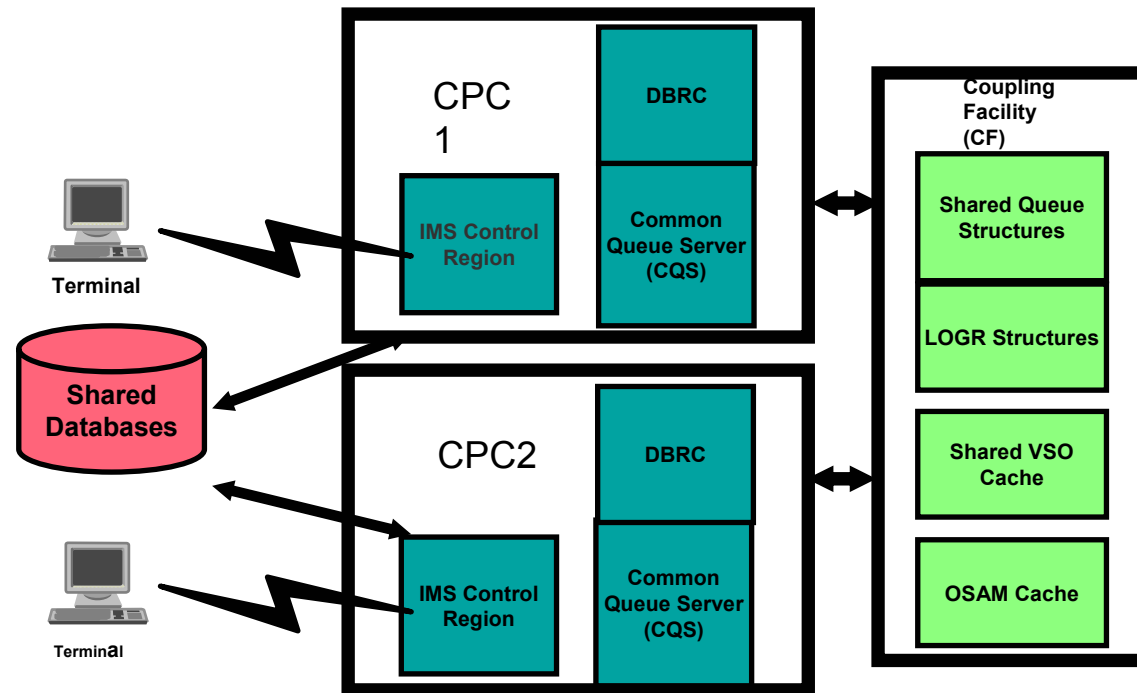 CPC
1
DBRC
IMS Control
Region
Common
Queue Server
(CQS)
Terminal
Shared
Databases
CPC2
DBRC
IMS Control
Region
Common
Queue Server
(CQS)
Terminal
Coupling
Facility
(CF)
Shared Queue
Structures
LOGR Structures
Shared VSO
Cache
OSAM Cache